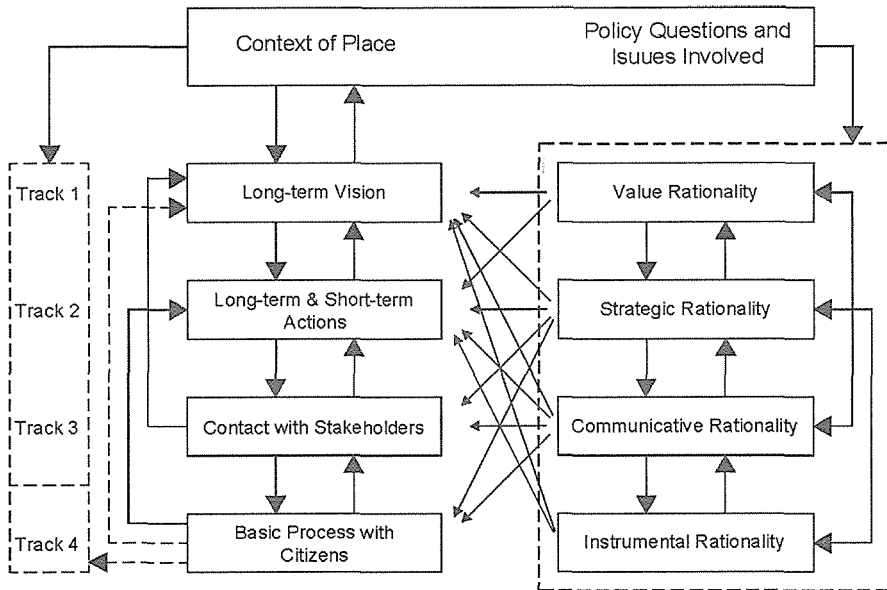 Context of Place
Policy Questions and
Isuues Involved
Track 1
Long-term Vision
Value Rationality
Track 2
Long-term & Short-term
Actions
Strategic Rationality
Track 3
Contact with Stakeholders
Communicative Rationality
Track 4
Basic Process with
Citizens
Instrumental Rationality